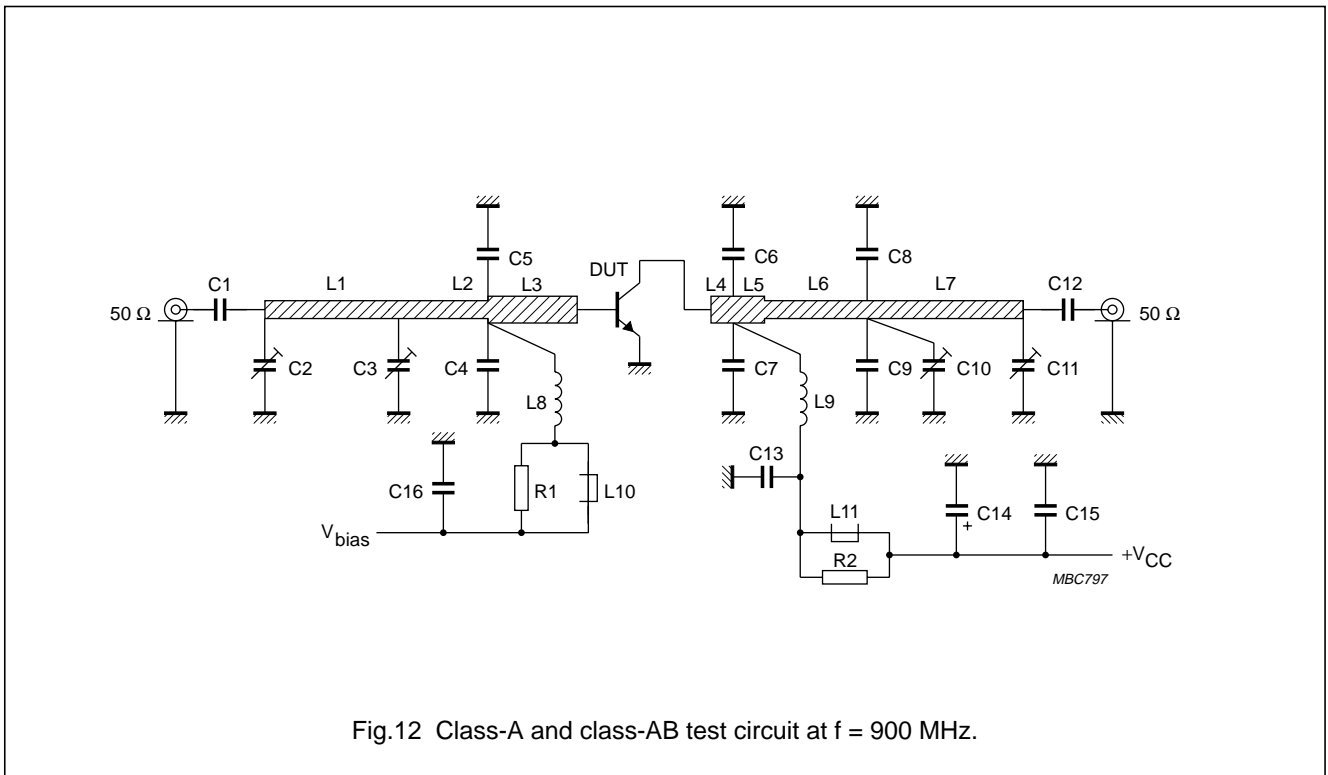 C5
C6
C8
DUT
C1
L1
L2
L3
L4
L5
L6
L7
C12
50 Ω
50 Ω
C2
C3
C4
C7
C9
C10
C11
L8
L9
C13
C16
R1
L10
L11
C14
C15
+
Vbias
R2
+VCC
MBC797
Fig.12 Class-A and class-AB test circuit at f = 900 MHz.